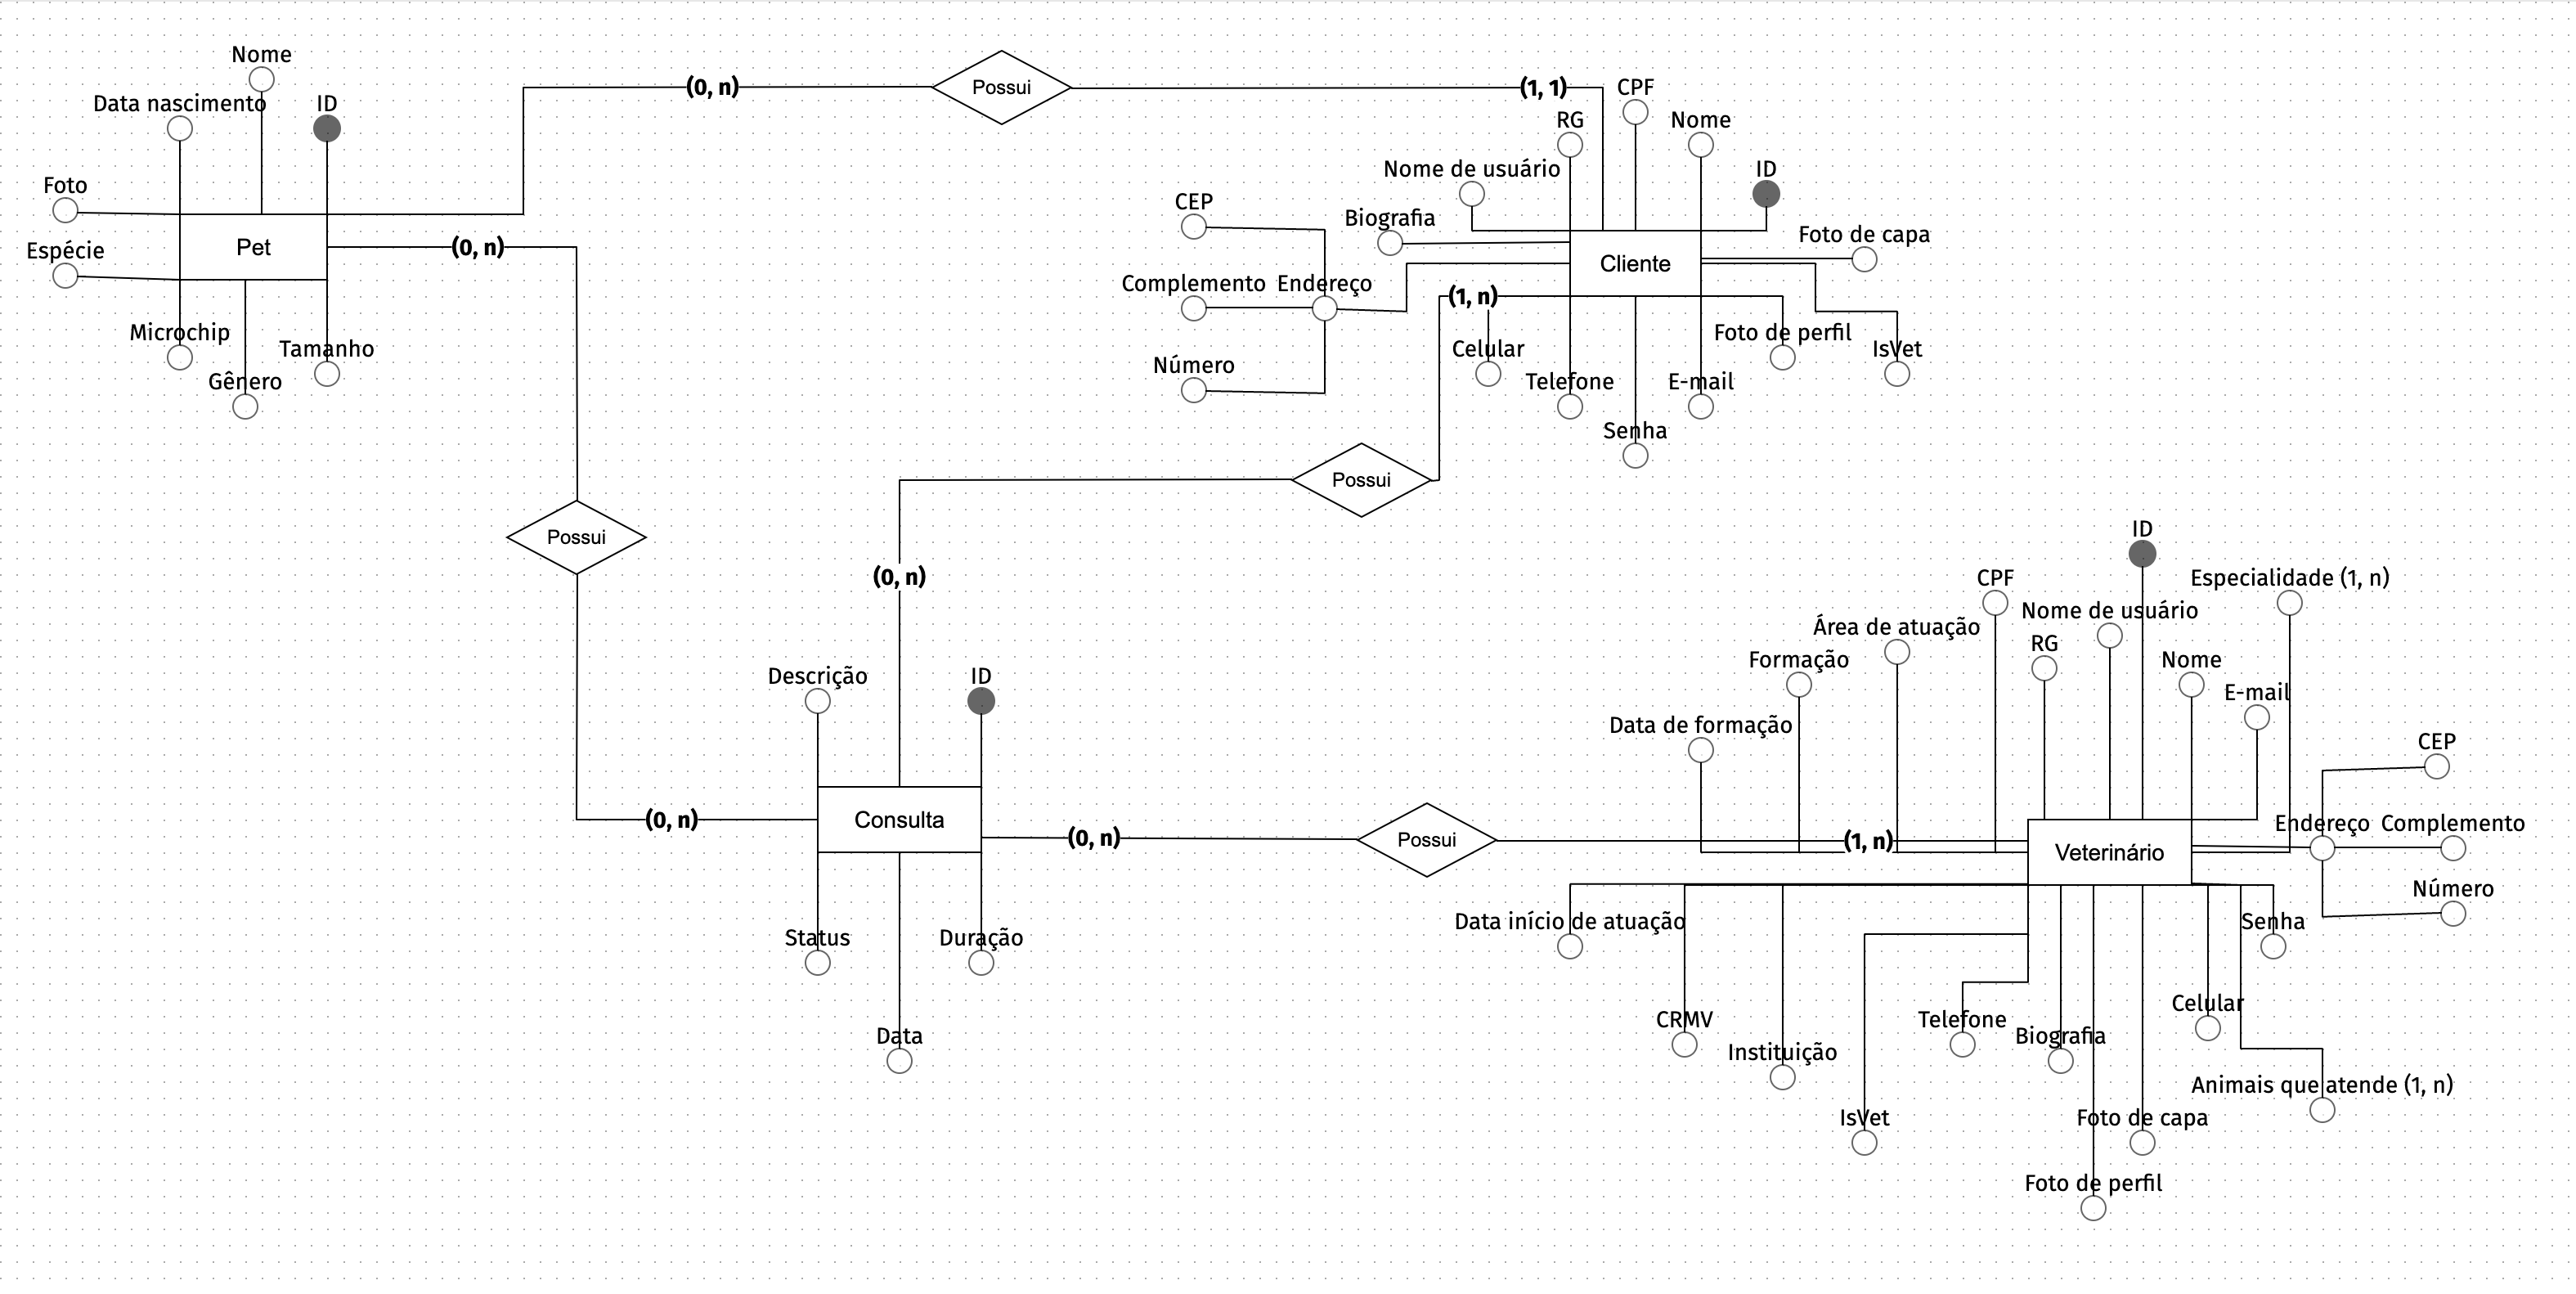 Nome
Data nascimento
ID
Foto
Espécie
Pet
Microchip
Gênero
Tamanho
(0, n)
Possui
(1, 1)
(0, n)
CPF
RG
Nome
Nome de usuário
ID
Biografia
Foto de capa
CEP
Complemento
Endereço
Número
Cliente
(1, n)
Celular
Telefone
Senha
E-mail
Foto de perfil
IsVet
Possui
Possui
(0, n)
Descrição
ID
(0, n)
Consulta
(0, n)
Status
Duração
Data
Possui
(1, n)
ID
CPF
Especialidade (1, n)
Nome de usuário
Área de atuação
RG
Formação
Nome
E-mail
Data de formação
CEP
Endereço
Complemento
Veterinário
Número
Data início de atuação
Senha
CRMV
Instituição
Telefone
Biografia
Celular
Animais que atende (1, n)
IsVet
Foto de capa
Foto de perfil